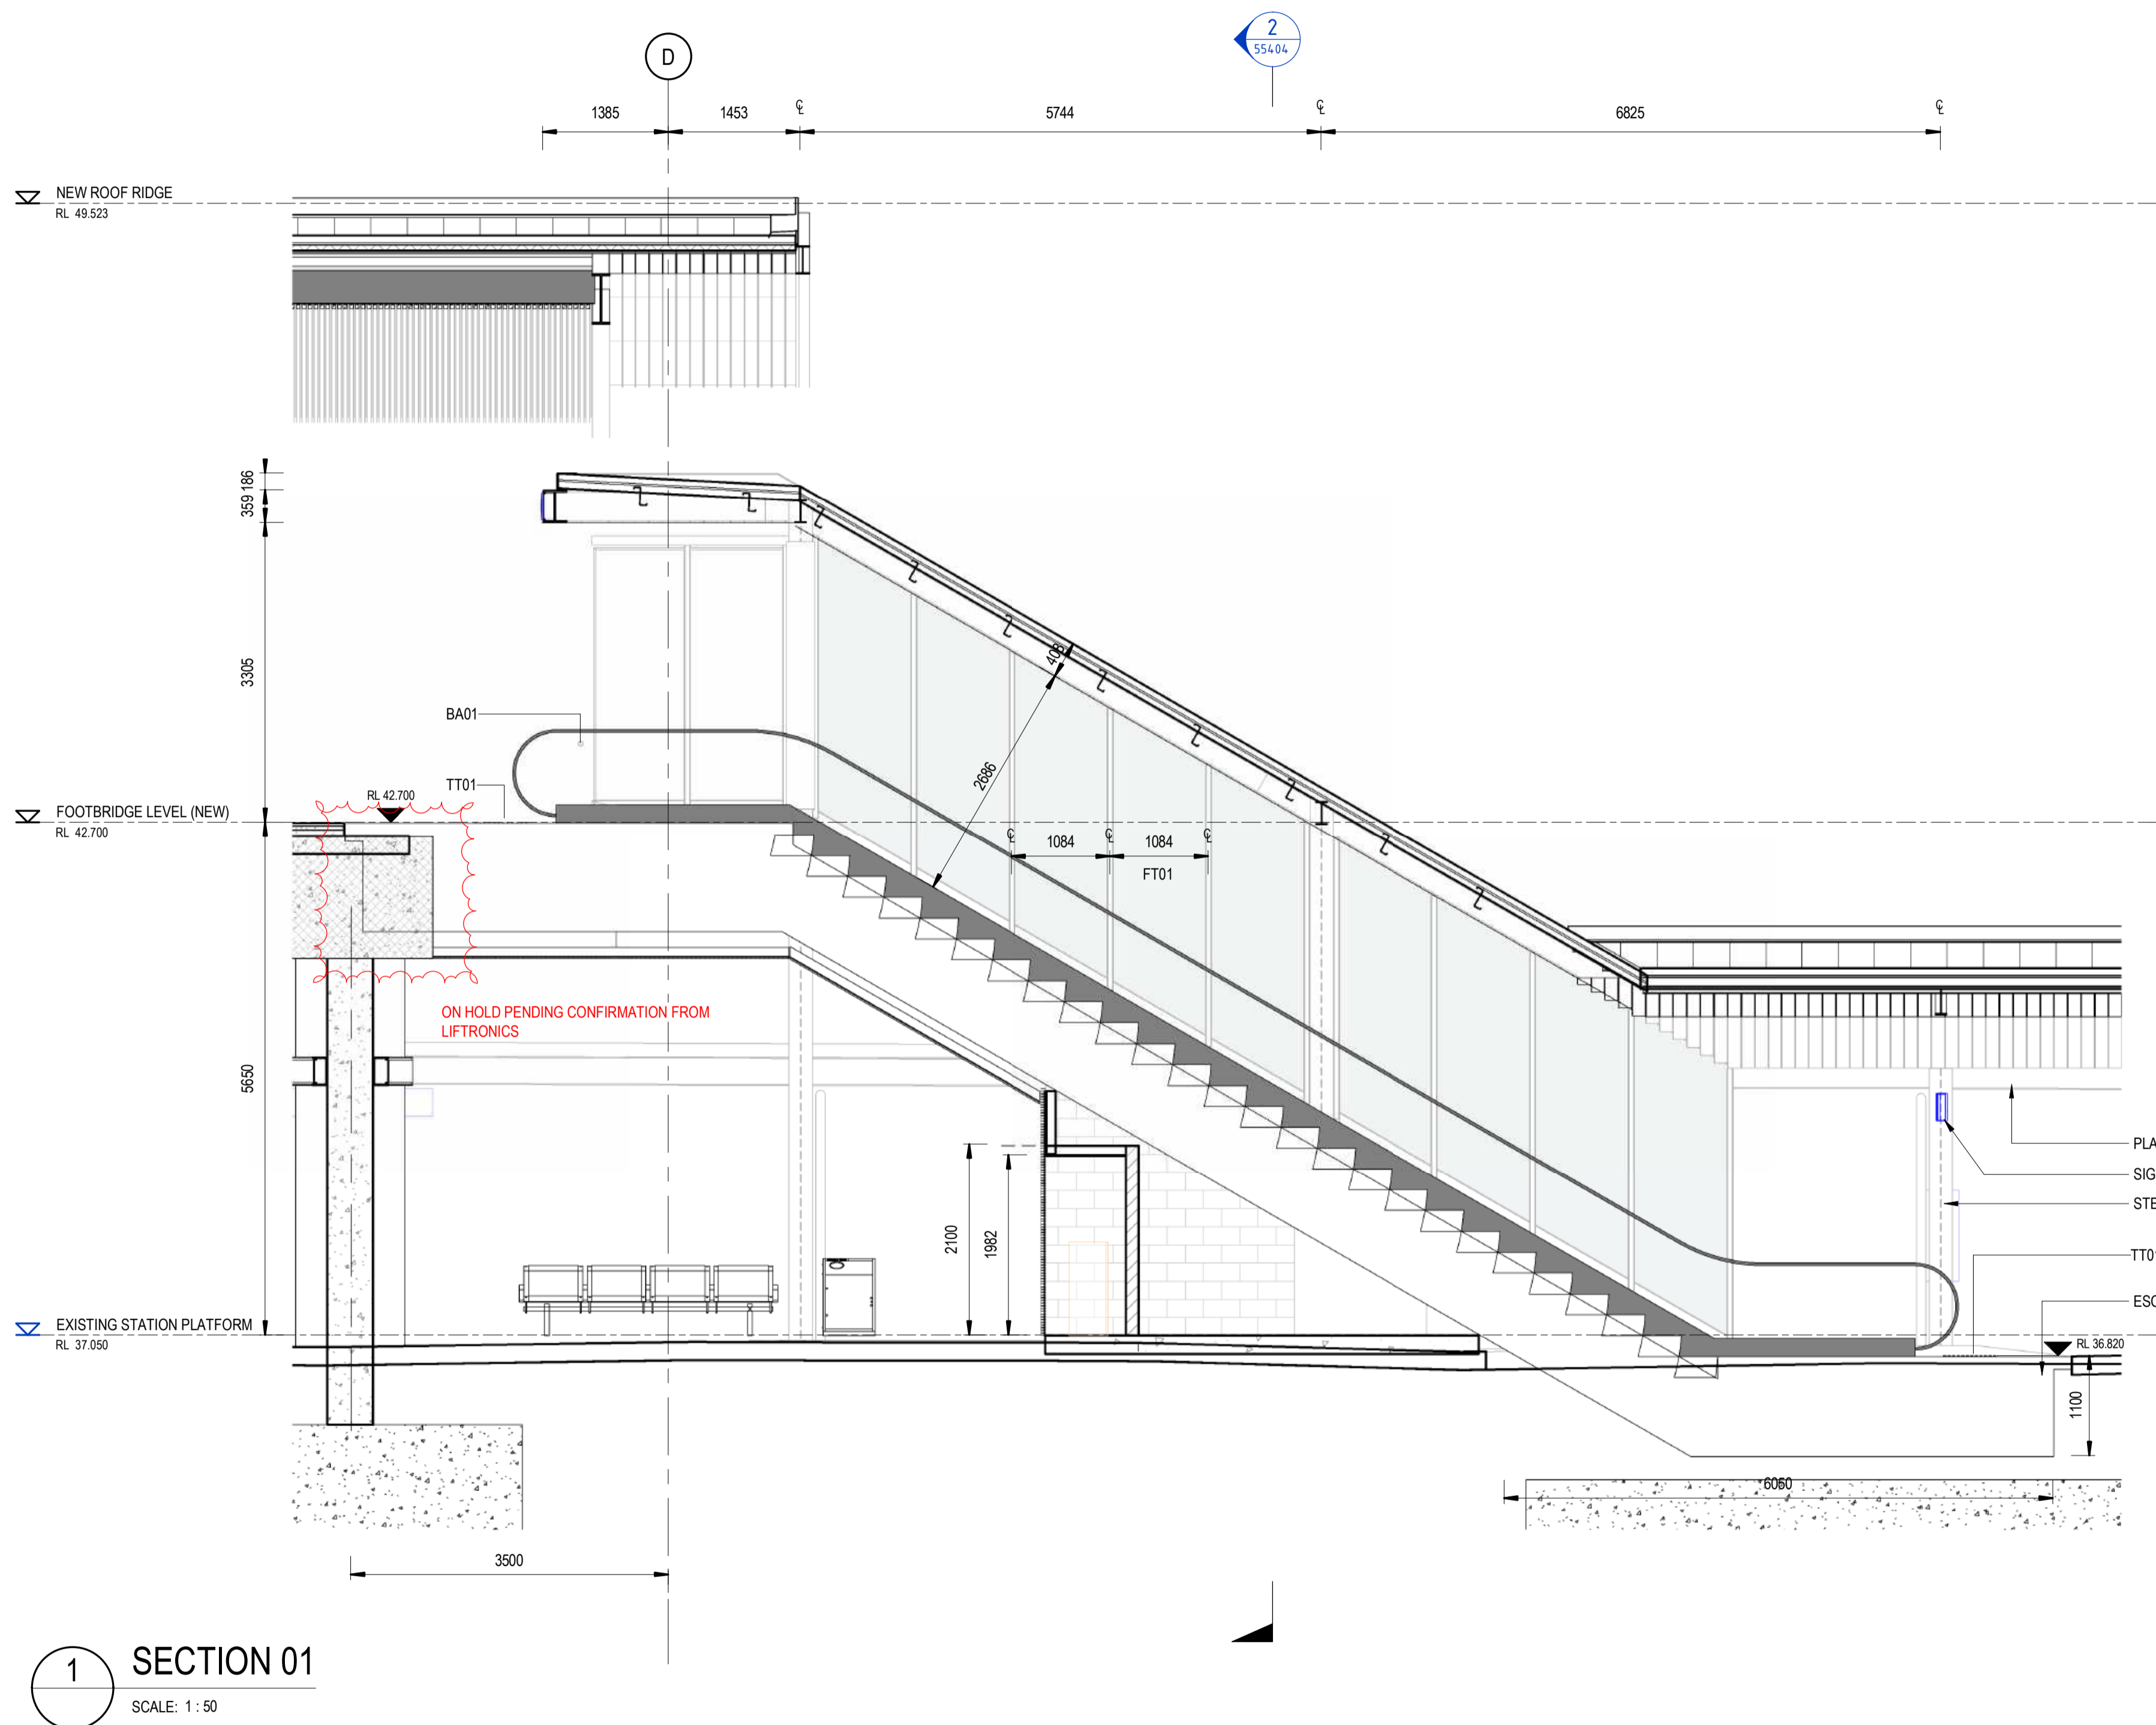 D
2
55404
1385
1453
℄
5744
℄
6825
℄
NEW ROOF RIDGE
RL 49.523
186
359
3305
408
BA01
2686
TT01
RL 42.700
FOOTBRIDGE LEVEL (NEW)
RL 42.700
℄
1084
℄
1084
℄
FT01
ON HOLD PENDING CONFIRMATION FROM
LIFTRONICS
5650
2100
1982
PLA
SIG
STE
TT01
ESC
EXISTING STATION PLATFORM
RL 37.050
RL 36.820
1100
6050
3500
1
SECTION 01
SCALE: 1 : 50